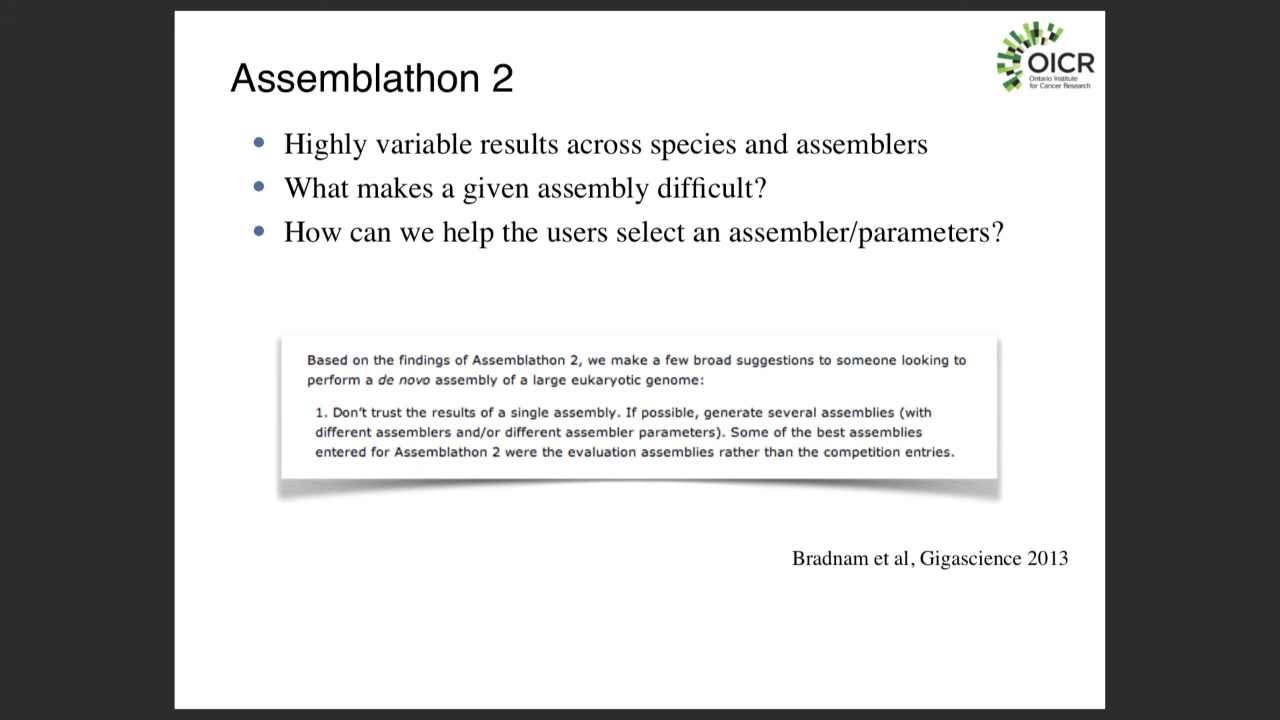 Assemblathon 2
OICR
Ontario Institute
for Cancer Research
• Highly variable results across species and assemblers
• What makes a given assembly difficult?
• How can we help the users select an assembler/parameters?
Based on the findings of Assemblathon 2, we make a few broad suggestions to someone looking to
perform a de novo assembly of a large eukaryotic genome:
1. Don't trust the results of a single assembly. If possible, generate several assemblies (with
different assemblers and/or different assembler parameters). Some of the best assemblies
entered for Assemblathon 2 were the evaluation assemblies rather than the competition entries.
Bradnam et al, Gigascience 2013